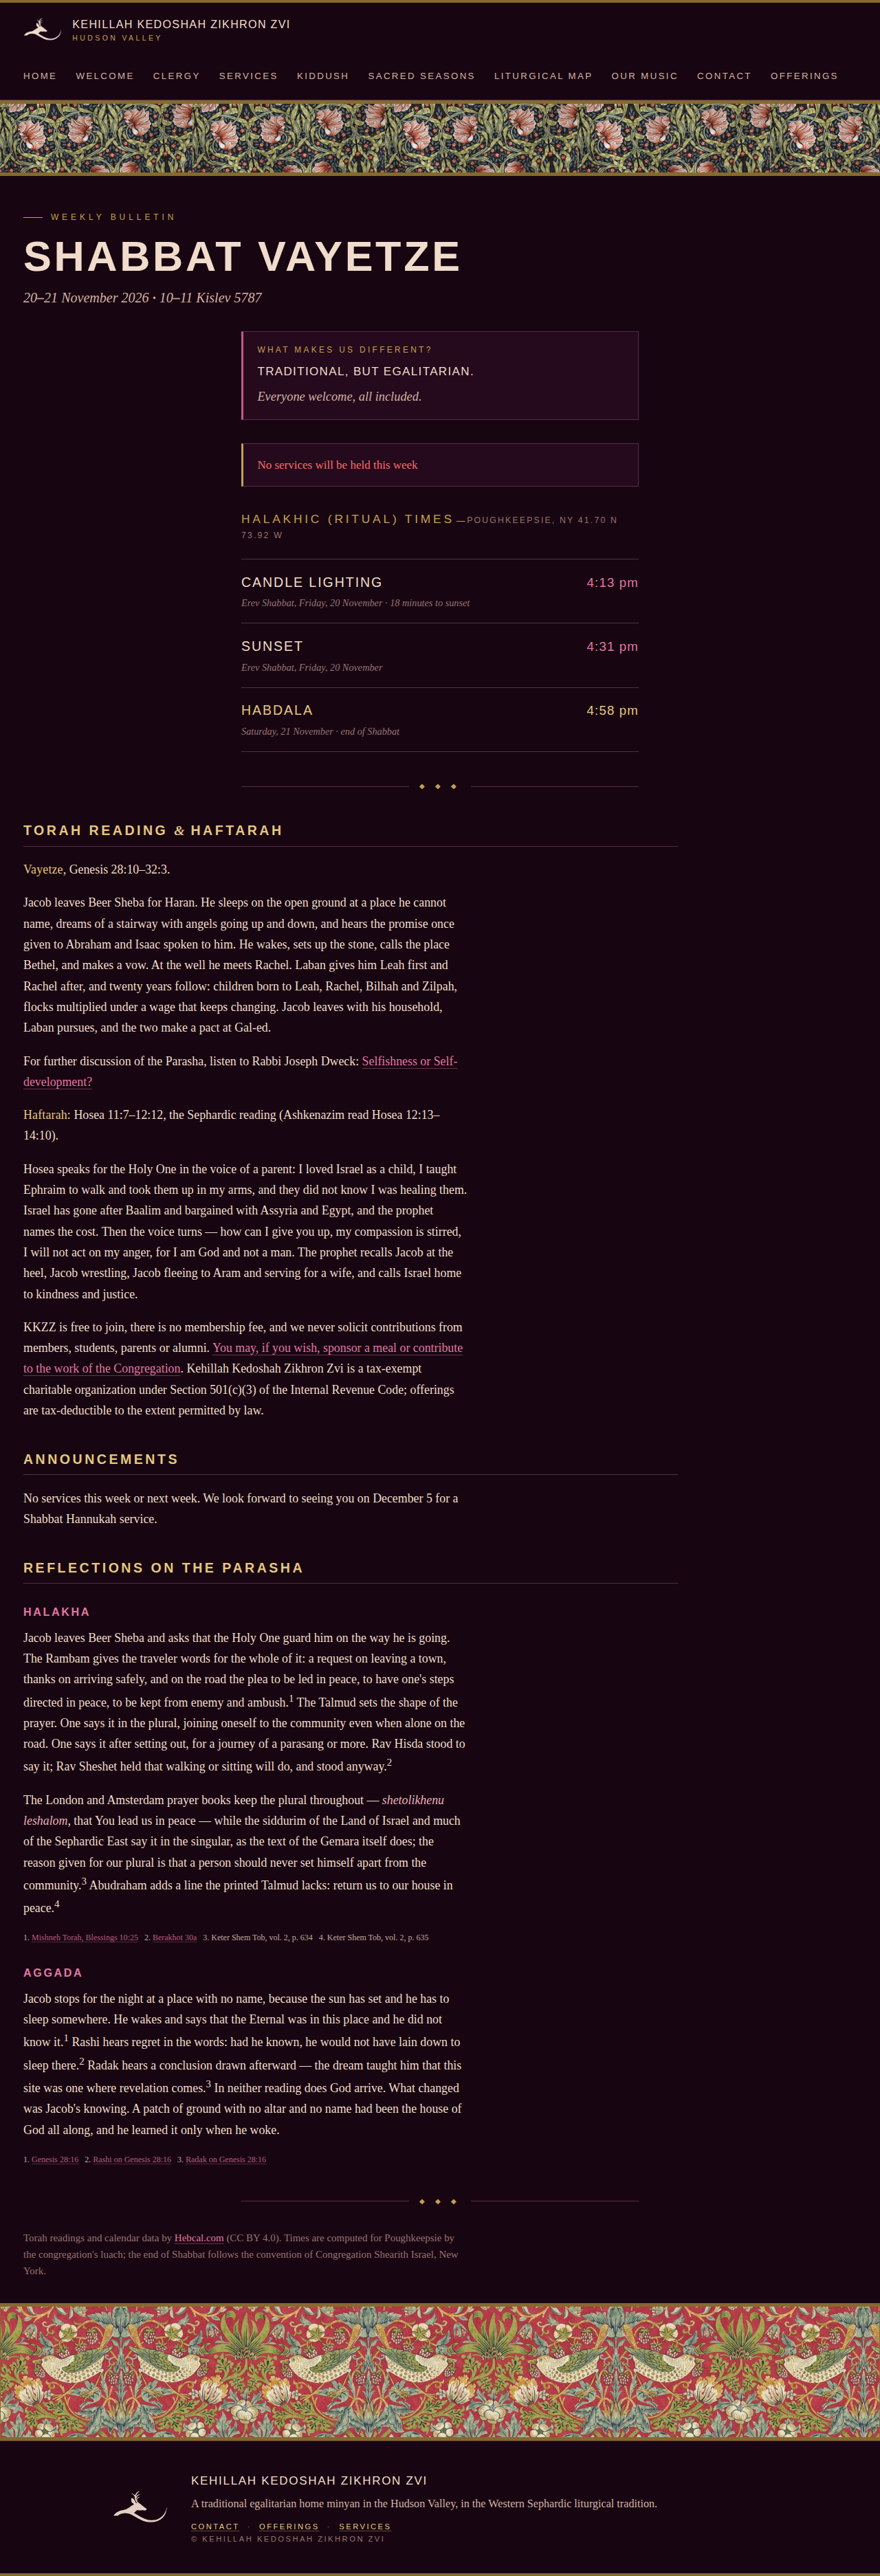 KEHILLAH KEDOSHAH ZIKHRON ZVI
HUDSON VALLEY
HOME WELCOME CLERGY SERVICES KIDDUSH SACRED SEASONS LITURGICAL MAP OUR MUSIC CONTACT OFFERINGS
WEEKLY BULLETIN
SHABBAT VAYETZE
20–21 November 2026 · 10–11 Kislev 5787
WHAT MAKES US DIFFERENT?
TRADITIONAL, BUT EGALITARIAN.
Everyone welcome, all included.
No services will be held this week
HALAKHIC (RITUAL) TIMES —POUGHKEEPSIE, NY 41.70 N
73.92 W
CANDLE LIGHTING 4:13 pm
Erev Shabbat, Friday, 20 November · 18 minutes to sunset
SUNSET 4:31 pm
Erev Shabbat, Friday, 20 November
HABDALA 4:58 pm
Saturday, 21 November · end of Shabbat
TORAH READING & HAFTARAH
Vayetze, Genesis 28:10–32:3.
Jacob leaves Beer Sheba for Haran. He sleeps on the open ground at a place he cannot
name, dreams of a stairway with angels going up and down, and hears the promise once
given to Abraham and Isaac spoken to him. He wakes, sets up the stone, calls the place
Bethel, and makes a vow. At the well he meets Rachel. Laban gives him Leah first and
Rachel after, and twenty years follow: children born to Leah, Rachel, Bilhah and Zilpah,
flocks multiplied under a wage that keeps changing. Jacob leaves with his household,
Laban pursues, and the two make a pact at Gal-ed.
For further discussion of the Parasha, listen to Rabbi Joseph Dweck: Selfishness or Self-
development?
Haftarah: Hosea 11:7–12:12, the Sephardic reading (Ashkenazim read Hosea 12:13–
14:10).
Hosea speaks for the Holy One in the voice of a parent: I loved Israel as a child, I taught
Ephraim to walk and took them up in my arms, and they did not know I was healing them.
Israel has gone after Baalim and bargained with Assyria and Egypt, and the prophet
names the cost. Then the voice turns — how can I give you up, my compassion is stirred,
I will not act on my anger, for I am God and not a man. The prophet recalls Jacob at the
heel, Jacob wrestling, Jacob fleeing to Aram and serving for a wife, and calls Israel home
to kindness and justice.
KKZZ is free to join, there is no membership fee, and we never solicit contributions from
members, students, parents or alumni. You may, if you wish, sponsor a meal or contribute
to the work of the Congregation. Kehillah Kedoshah Zikhron Zvi is a tax-exempt
charitable organization under Section 501(c)(3) of the Internal Revenue Code; offerings
are tax-deductible to the extent permitted by law.
ANNOUNCEMENTS
No services this week or next week. We look forward to seeing you on December 5 for a
Shabbat Hannukah service.
REFLECTIONS ON THE PARASHA
HALAKHA
Jacob leaves Beer Sheba and asks that the Holy One guard him on the way he is going.
The Rambam gives the traveler words for the whole of it: a request on leaving a town,
thanks on arriving safely, and on the road the plea to be led in peace, to have one's steps
directed in peace, to be kept from enemy and ambush.1 The Talmud sets the shape of the
prayer. One says it in the plural, joining oneself to the community even when alone on the
road. One says it after setting out, for a journey of a parasang or more. Rav Hisda stood to
say it; Rav Sheshet held that walking or sitting will do, and stood anyway.2
The London and Amsterdam prayer books keep the plural throughout — shetolikhenu
leshalom, that You lead us in peace — while the siddurim of the Land of Israel and much
of the Sephardic East say it in the singular, as the text of the Gemara itself does; the
reason given for our plural is that a person should never set himself apart from the
community.3 Abudraham adds a line the printed Talmud lacks: return us to our house in
peace.4
1. Mishneh Torah, Blessings 10:25 2. Berakhot 30a 3. Keter Shem Tob, vol. 2, p. 634 4. Keter Shem Tob, vol. 2, p. 635
AGGADA
Jacob stops for the night at a place with no name, because the sun has set and he has to
sleep somewhere. He wakes and says that the Eternal was in this place and he did not
know it.1 Rashi hears regret in the words: had he known, he would not have lain down to
sleep there.2 Radak hears a conclusion drawn afterward — the dream taught him that this
site was one where revelation comes.3 In neither reading does God arrive. What changed
was Jacob's knowing. A patch of ground with no altar and no name had been the house of
God all along, and he learned it only when he woke.
1. Genesis 28:16 2. Rashi on Genesis 28:16 3. Radak on Genesis 28:16
Torah readings and calendar data by Hebcal.com (CC BY 4.0). Times are computed for Poughkeepsie by
the congregation's luach; the end of Shabbat follows the convention of Congregation Shearith Israel, New
York.
KEHILLAH KEDOSHAH ZIKHRON ZVI
A traditional egalitarian home minyan in the Hudson Valley, in the Western Sephardic liturgical tradition.
CONTACT · OFFERINGS · SERVICES
© KEHILLAH KEDOSHAH ZIKHRON ZVI